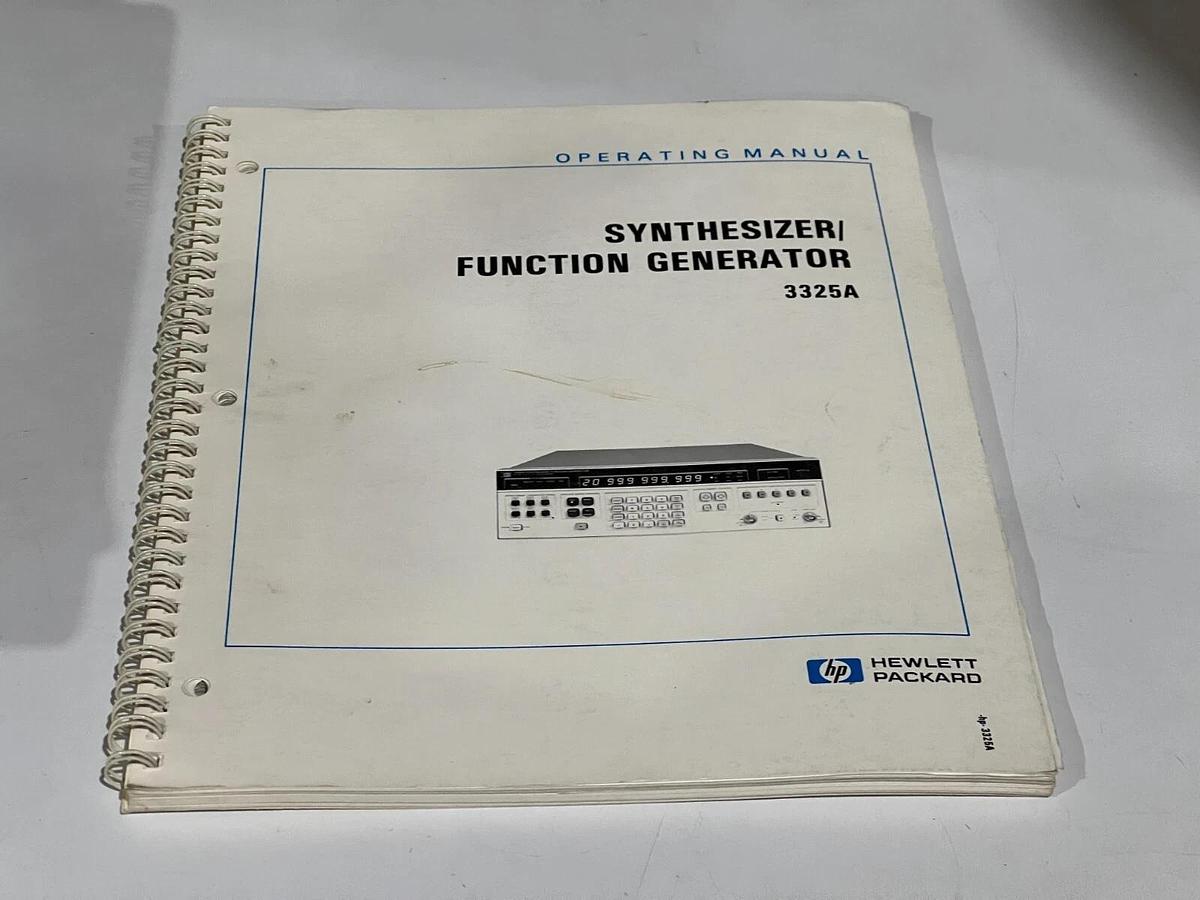 OPERATING MANUAL
SYNTHESIZER/
FUNCTION GENERATOR
3325A
20 999 999.999
hp
HEWLETT
PACKARD
-hp- 3325A